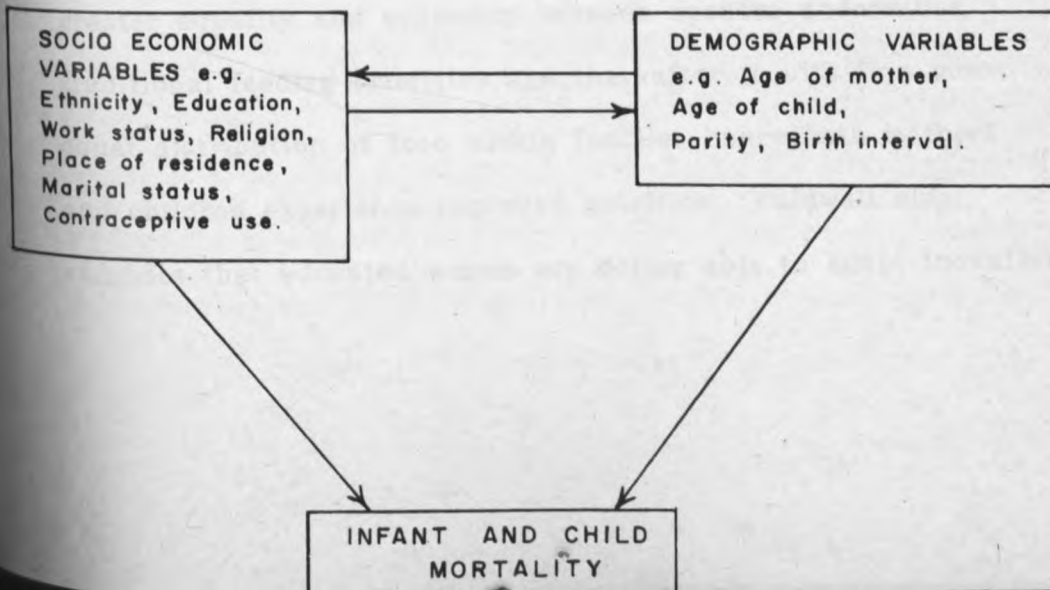 SOCIO ECONOMIC
VARIABLES e.g.
Ethnicity, Education,
Work status, Religion,
Place of residence,
Marital status,
Contraceptive use.
DEMOGRAPHIC VARIABLES
e.g. Age of mother,
Age of child,
Parity, Birth interval.
INFANT AND CHILD
MORTALITY